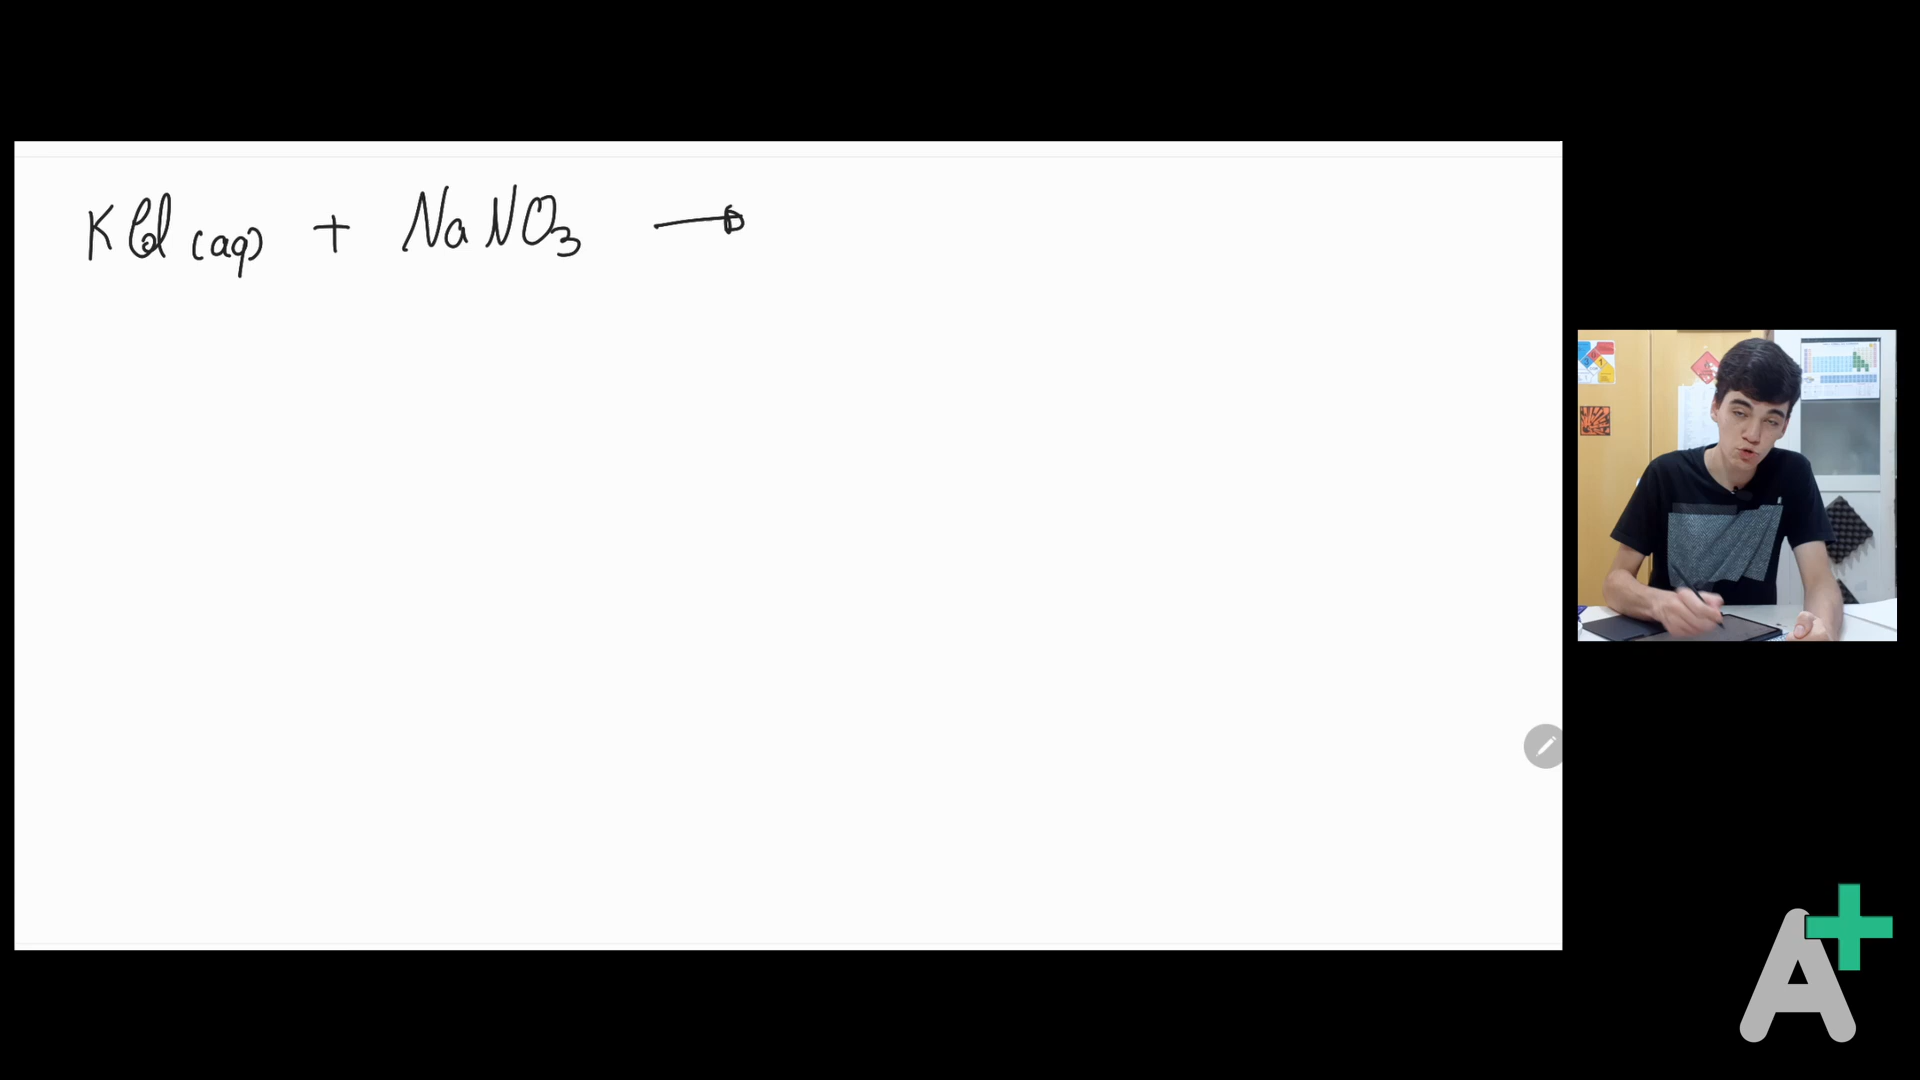 KCl (aq) + NaNO3 →
A+